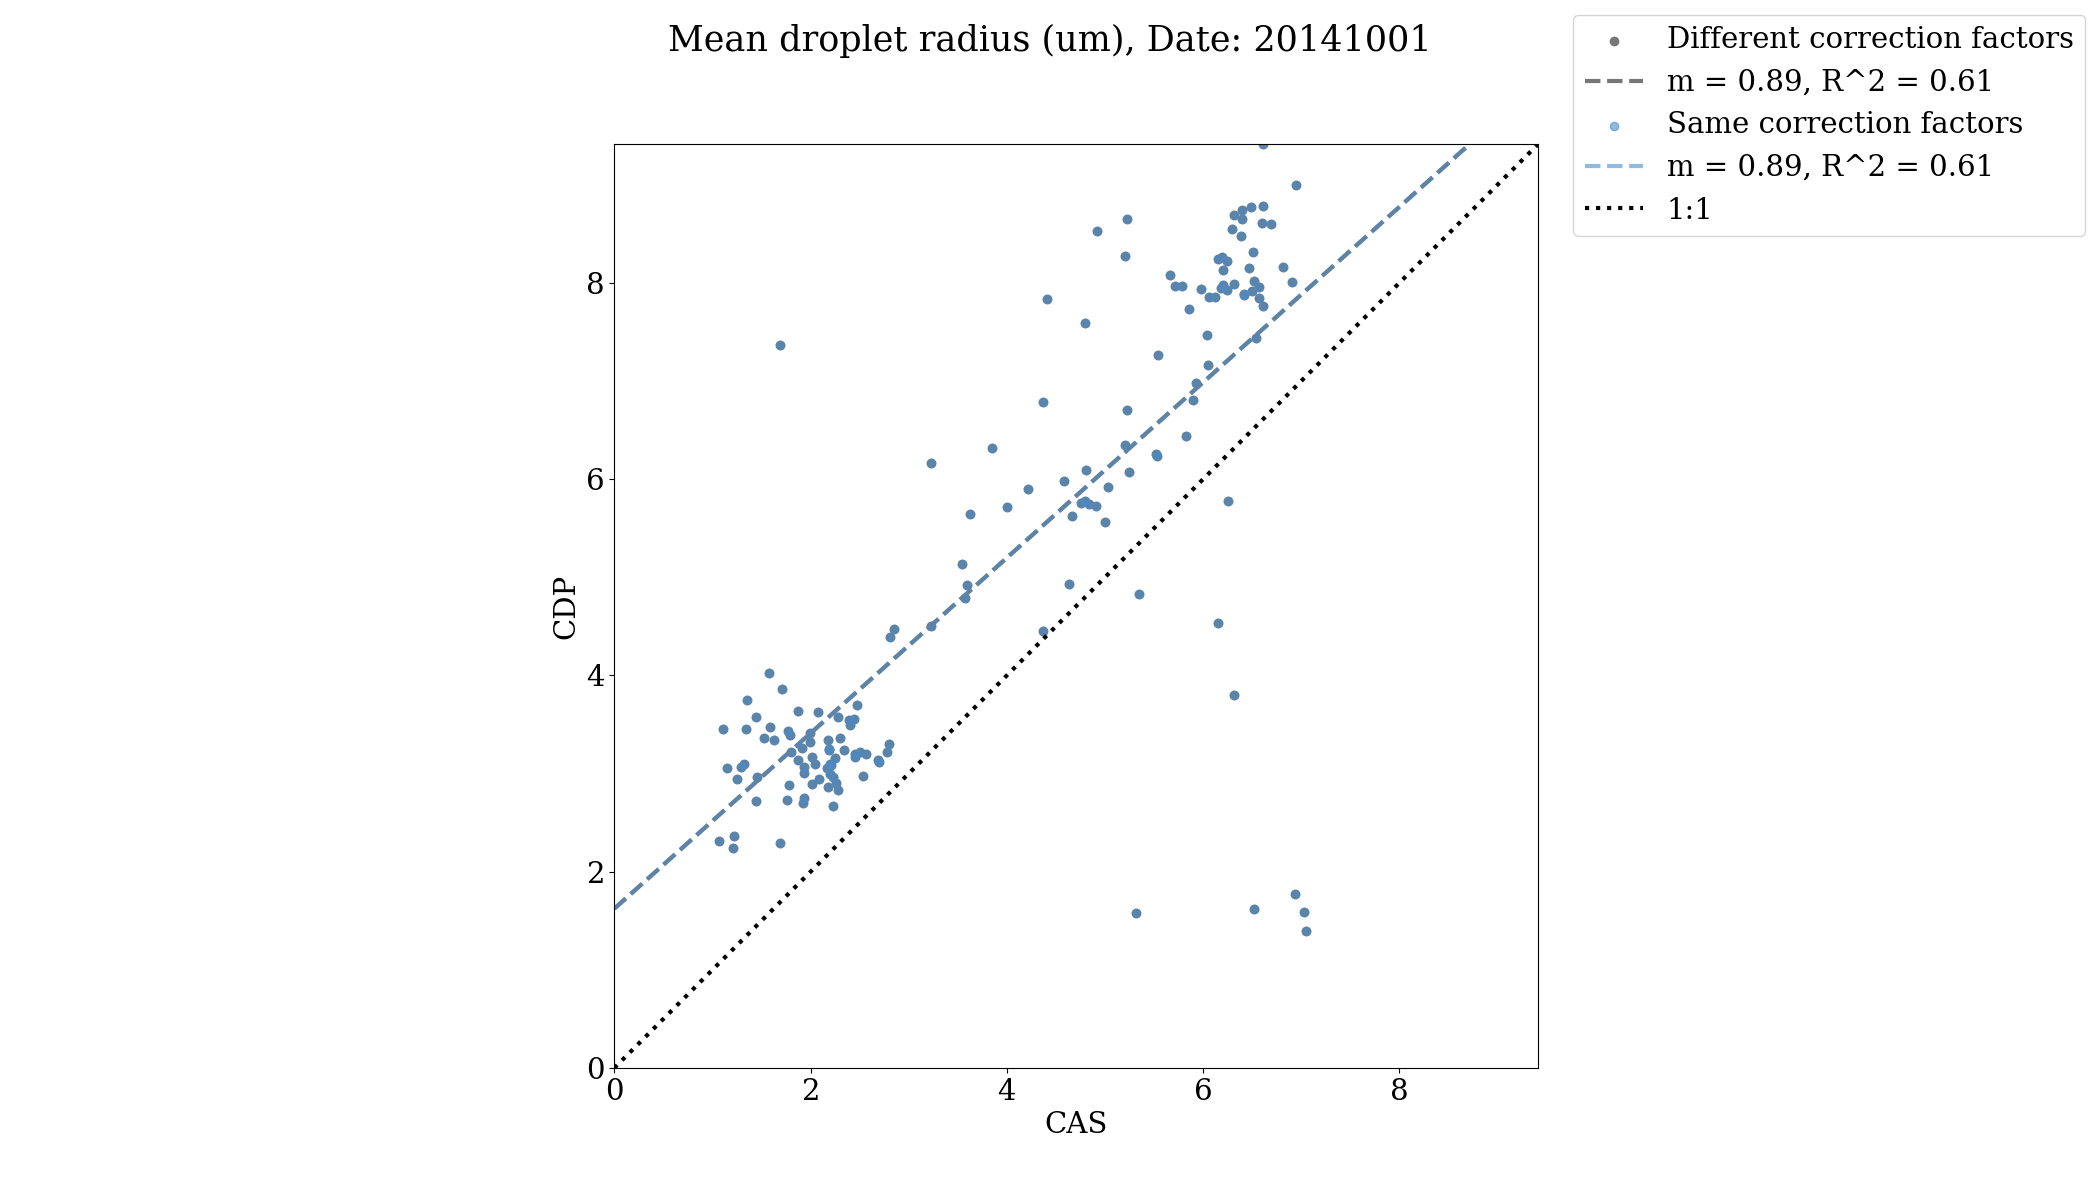 Mean droplet radius (um), Date: 20141001
Different correction factors
m = 0.89, R^2 = 0.61
Same correction factors
m = 0.89, R^2 = 0.61
1:1
8
6
4
2
0
CDP
0 2 4 6 8
CAS